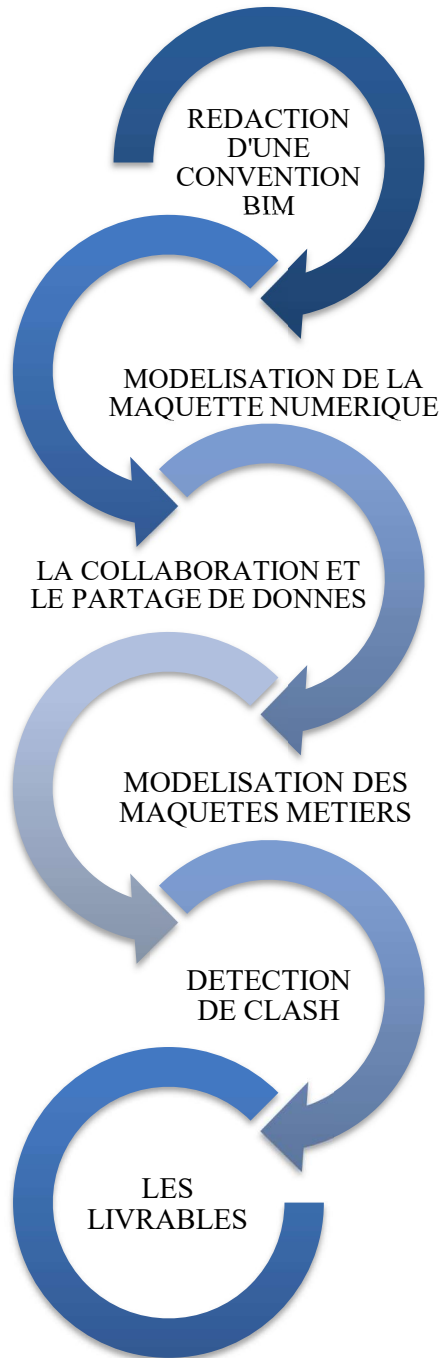 REDACTION
D'UNE
CONVENTION
BIM
MODELISATION DE LA
MAQUETTE NUMERIQUE
LA COLLABORATION ET
LE PARTAGE DE DONNES
MODELISATION DES
MAQUETES METIERS
DETECTION
DE CLASH
LES
LIVRABLES